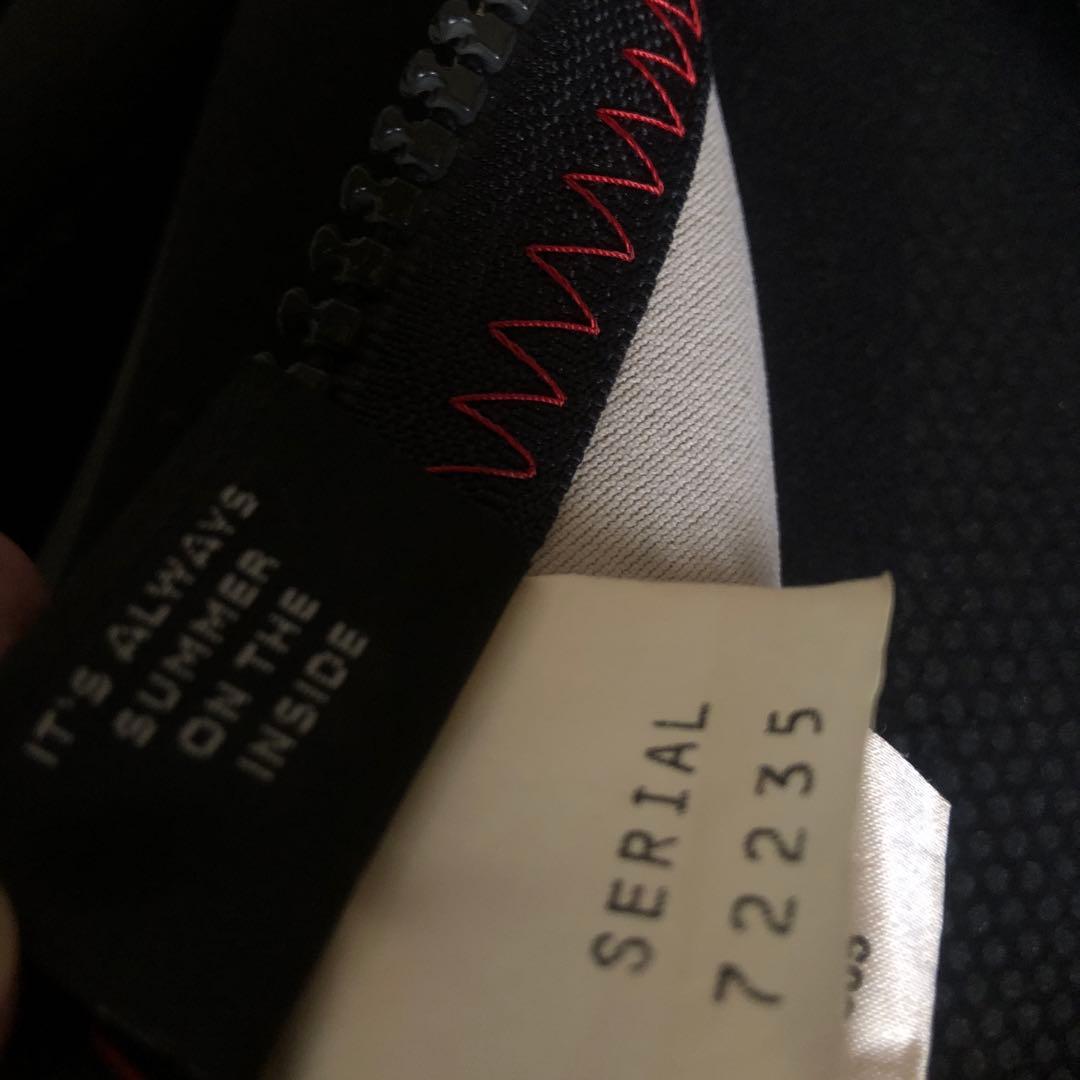 IT'S ALWAYS
SUMMER
ON THE
INSIDE
SERIAL
72235